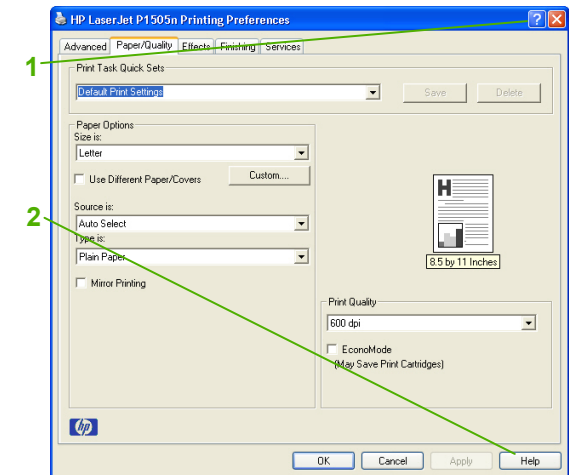 HP LaserJet P1505n Printing Preferences
Advanced Paper/Quality Effects Finishing Services
1
Print Task Quick Sets
Default Print Settings Save Delete
Paper Options
Size is:
Letter
Use Different Paper/Covers Custom....
Source is:
2
Auto Select
Type is:
Plain Paper
Mirror Printing
H
8.5 by 11 Inches
Print Quality
600 dpi
EconoMode
(May Save Print Cartridges)
hp
OK Cancel Apply Help